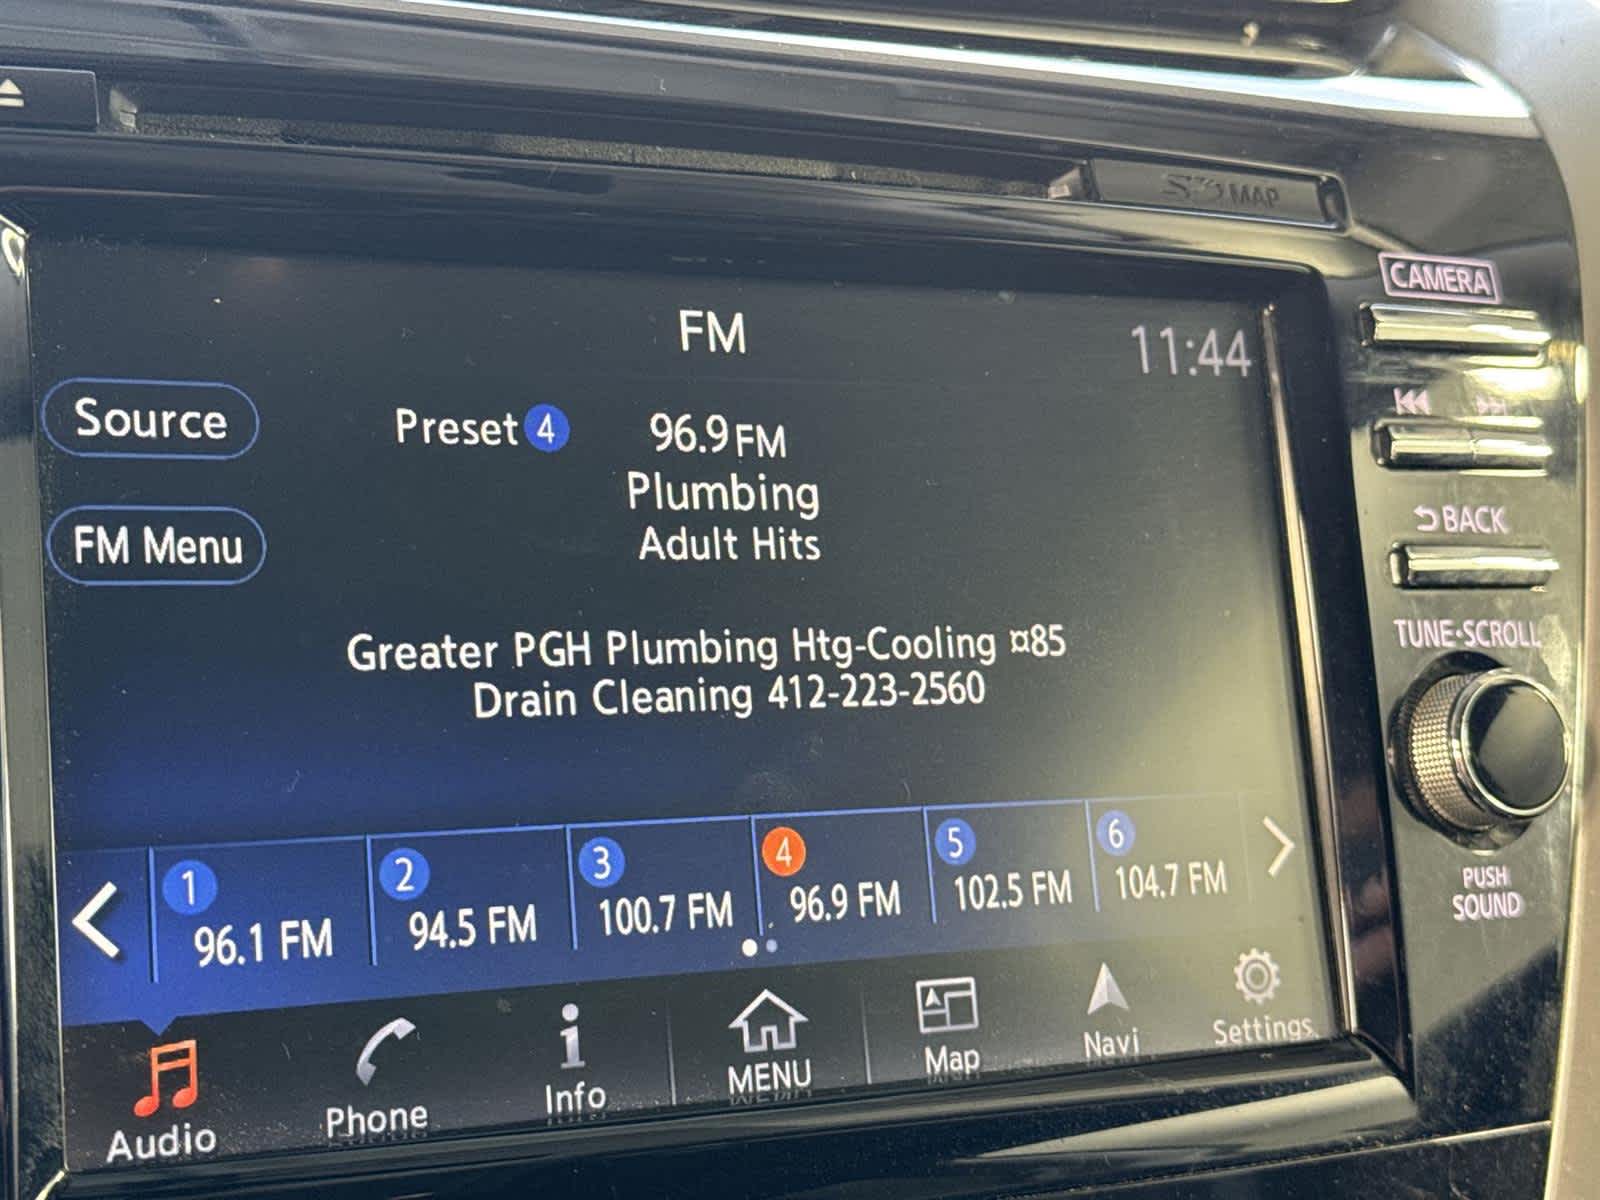 SD MAP
CAMERA
FM
11:44
Source
Preset 4
96.9 FM
Plumbing
FM Menu
Adult Hits
BACK
Greater PGH Plumbing Htg-Cooling ¤85
Drain Cleaning 412-223-2560
TUNE·SCROLL
PUSH
SOUND
1 96.1 FM
2 94.5 FM
3 100.7 FM
4 96.9 FM
5 102.5 FM
6 104.7 FM
Audio
Phone
Info
MENU
Map
Navi
Settings